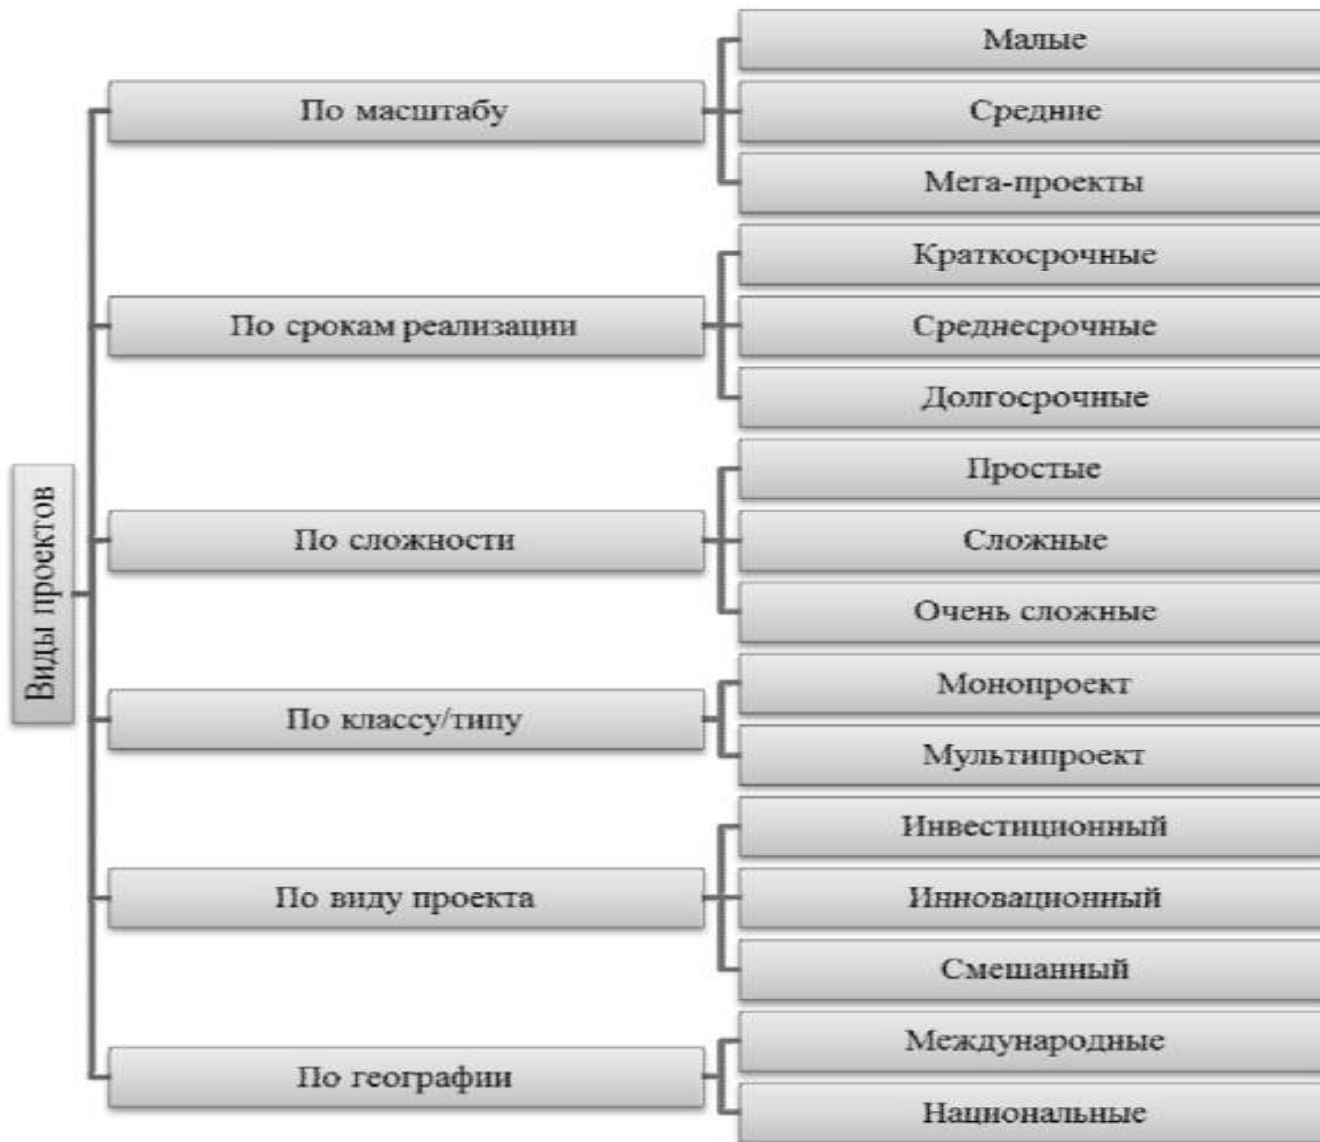 Виды проектов
По масштабу
Малые
Средние
Мега-проекты
По срокам реализации
Краткосрочные
Среднесрочные
Долгосрочные
По сложности
Простые
Сложные
Очень сложные
По классу/типу
Монопроект
Мультипроект
По виду проекта
Инвестиционный
Инновационный
Смешанный
По географии
Международные
Национальные